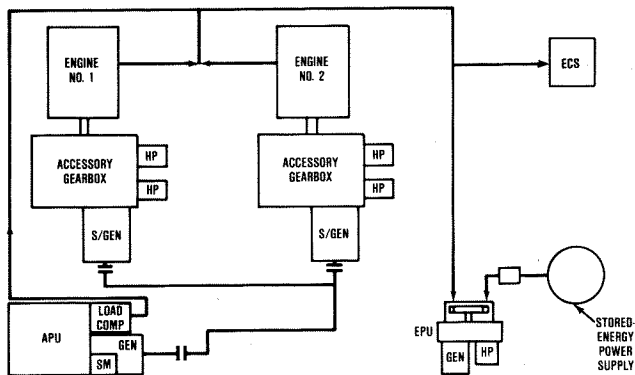 ENGINE
NO. 1
ENGINE
NO. 2
ECS
ACCESSORY
GEARBOX
HP
HP
ACCESSORY
GEARBOX
HP
HP
S/GEN
S/GEN
LOAD
COMP
APU
GEN
SM
EPU
GEN
HP
STORED-
ENERGY
POWER
SUPPLY